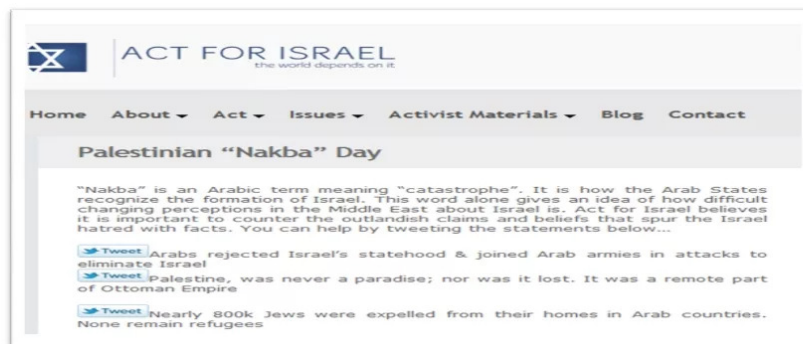 ACT FOR ISRAEL
the world depends on it
Home About Act Issues Activist Materials Blog Contact
Palestinian “Nakba” Day
“Nakba” is an Arabic term meaning “catastrophe”. It is how the Arab States
recognize the formation of Israel. This word alone gives an idea of how difficult
changing perceptions in the Middle East about Israel is. Act for Israel believes
it is important to counter the outlandish claims and beliefs that spur the Israel
hatred with facts. You can help by tweeting the statements below...
Tweet Arabs rejected Israel’s statehood & joined Arab armies in attacks to
eliminate Israel
Tweet Palestine, was never a paradise; nor was it lost. It was a remote part
of Ottoman Empire
Tweet Nearly 800k Jews were expelled from their homes in Arab countries.
None remain refugees